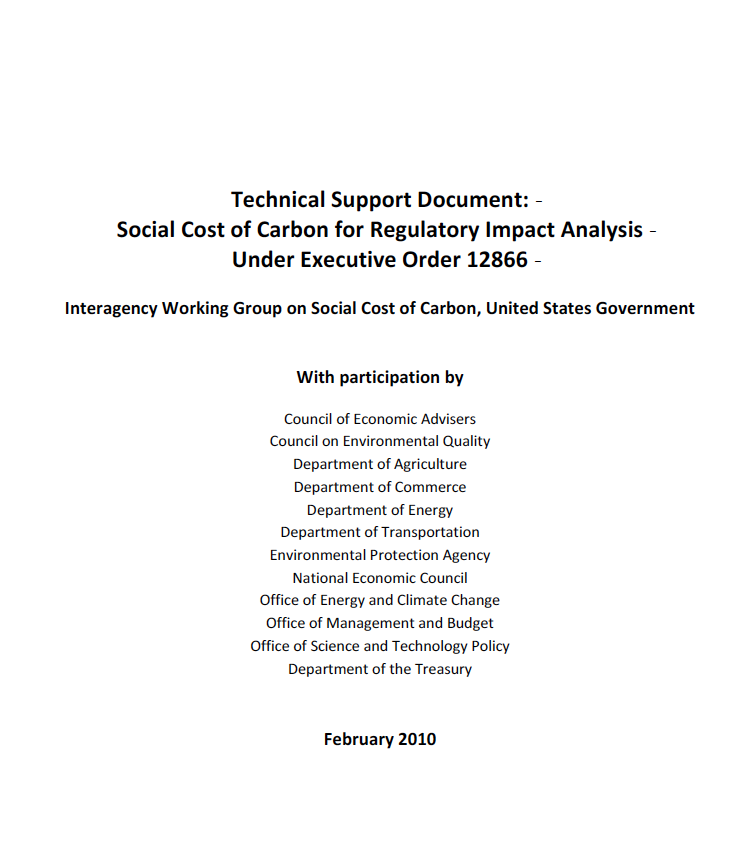 Technical Support Document: -
Social Cost of Carbon for Regulatory Impact Analysis -
Under Executive Order 12866 -
Interagency Working Group on Social Cost of Carbon, United States Government
With participation by
Council of Economic Advisers
Council on Environmental Quality
Department of Agriculture
Department of Commerce
Department of Energy
Department of Transportation
Environmental Protection Agency
National Economic Council
Office of Energy and Climate Change
Office of Management and Budget
Office of Science and Technology Policy
Department of the Treasury
February 2010